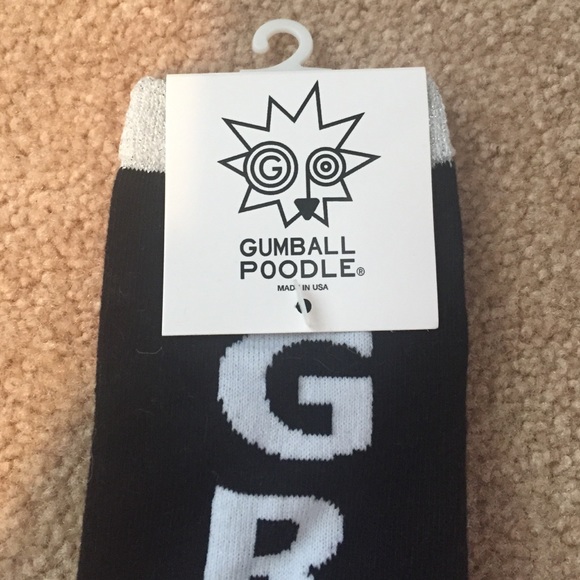 G
GUMBALL
POODLE®
MADE IN USA
G
R